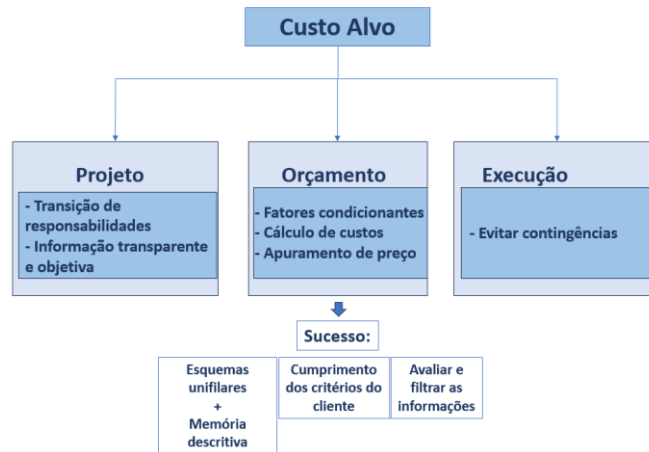 Custo Alvo
Projeto
- Transição de
responsabilidades
- Informação transparente
e objetiva
Orçamento
- Fatores condicionantes
- Cálculo de custos
- Apuramento de preço
Execução
- Evitar contingências
Sucesso:
Esquemas
unifilares
+
Memória
descritiva
Cumprimento
dos critérios do
cliente
Avaliar e
filtrar as
informações